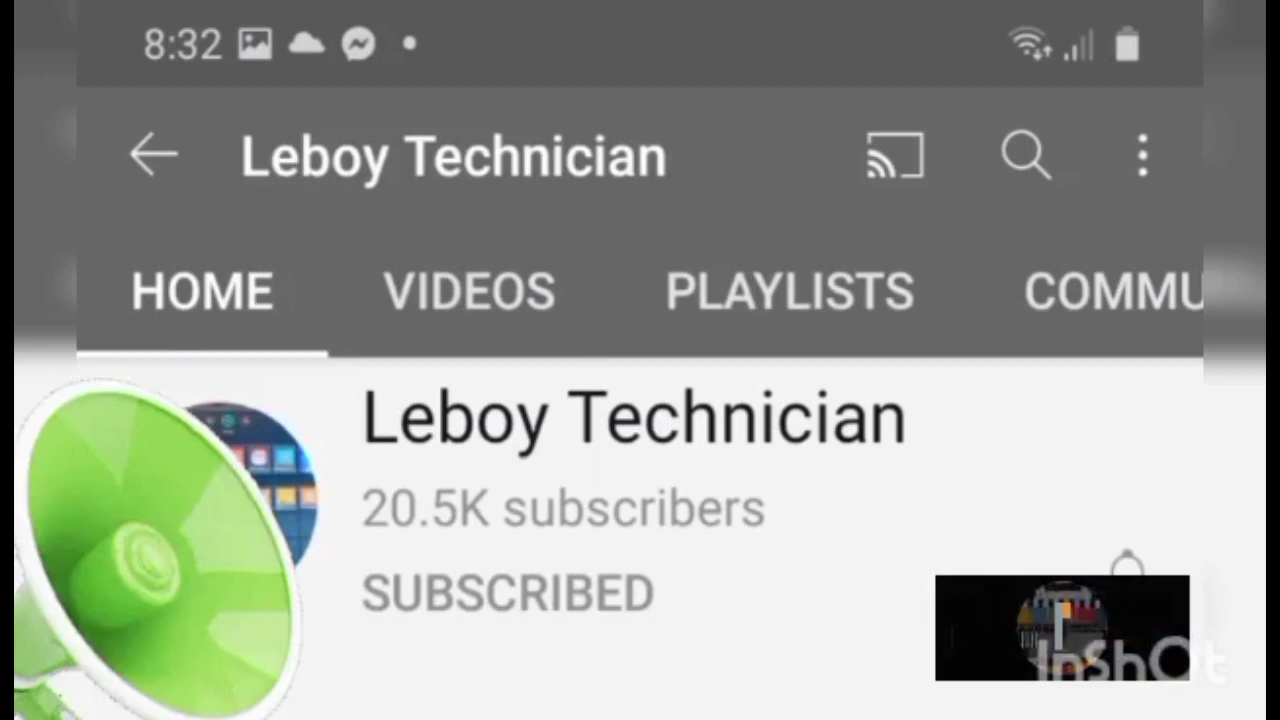 8:32
Leboy Technician
HOME VIDEOS PLAYLISTS COMMU
Leboy Technician
20.5K subscribers
SUBSCRIBED
InShOt